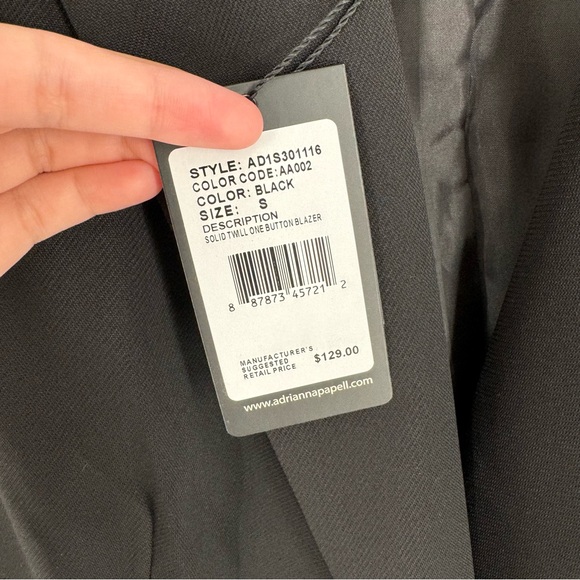 STYLE: AD1S301116
COLOR CODE:AA002
COLOR: BLACK
SIZE: S
DESCRIPTION
SOLID TWILL ONE BUTTON BLAZER
8 87873 45721 2
MANUFACTURER'S
SUGGESTED
RETAIL PRICE
$129.00
www.adriannapapell.com